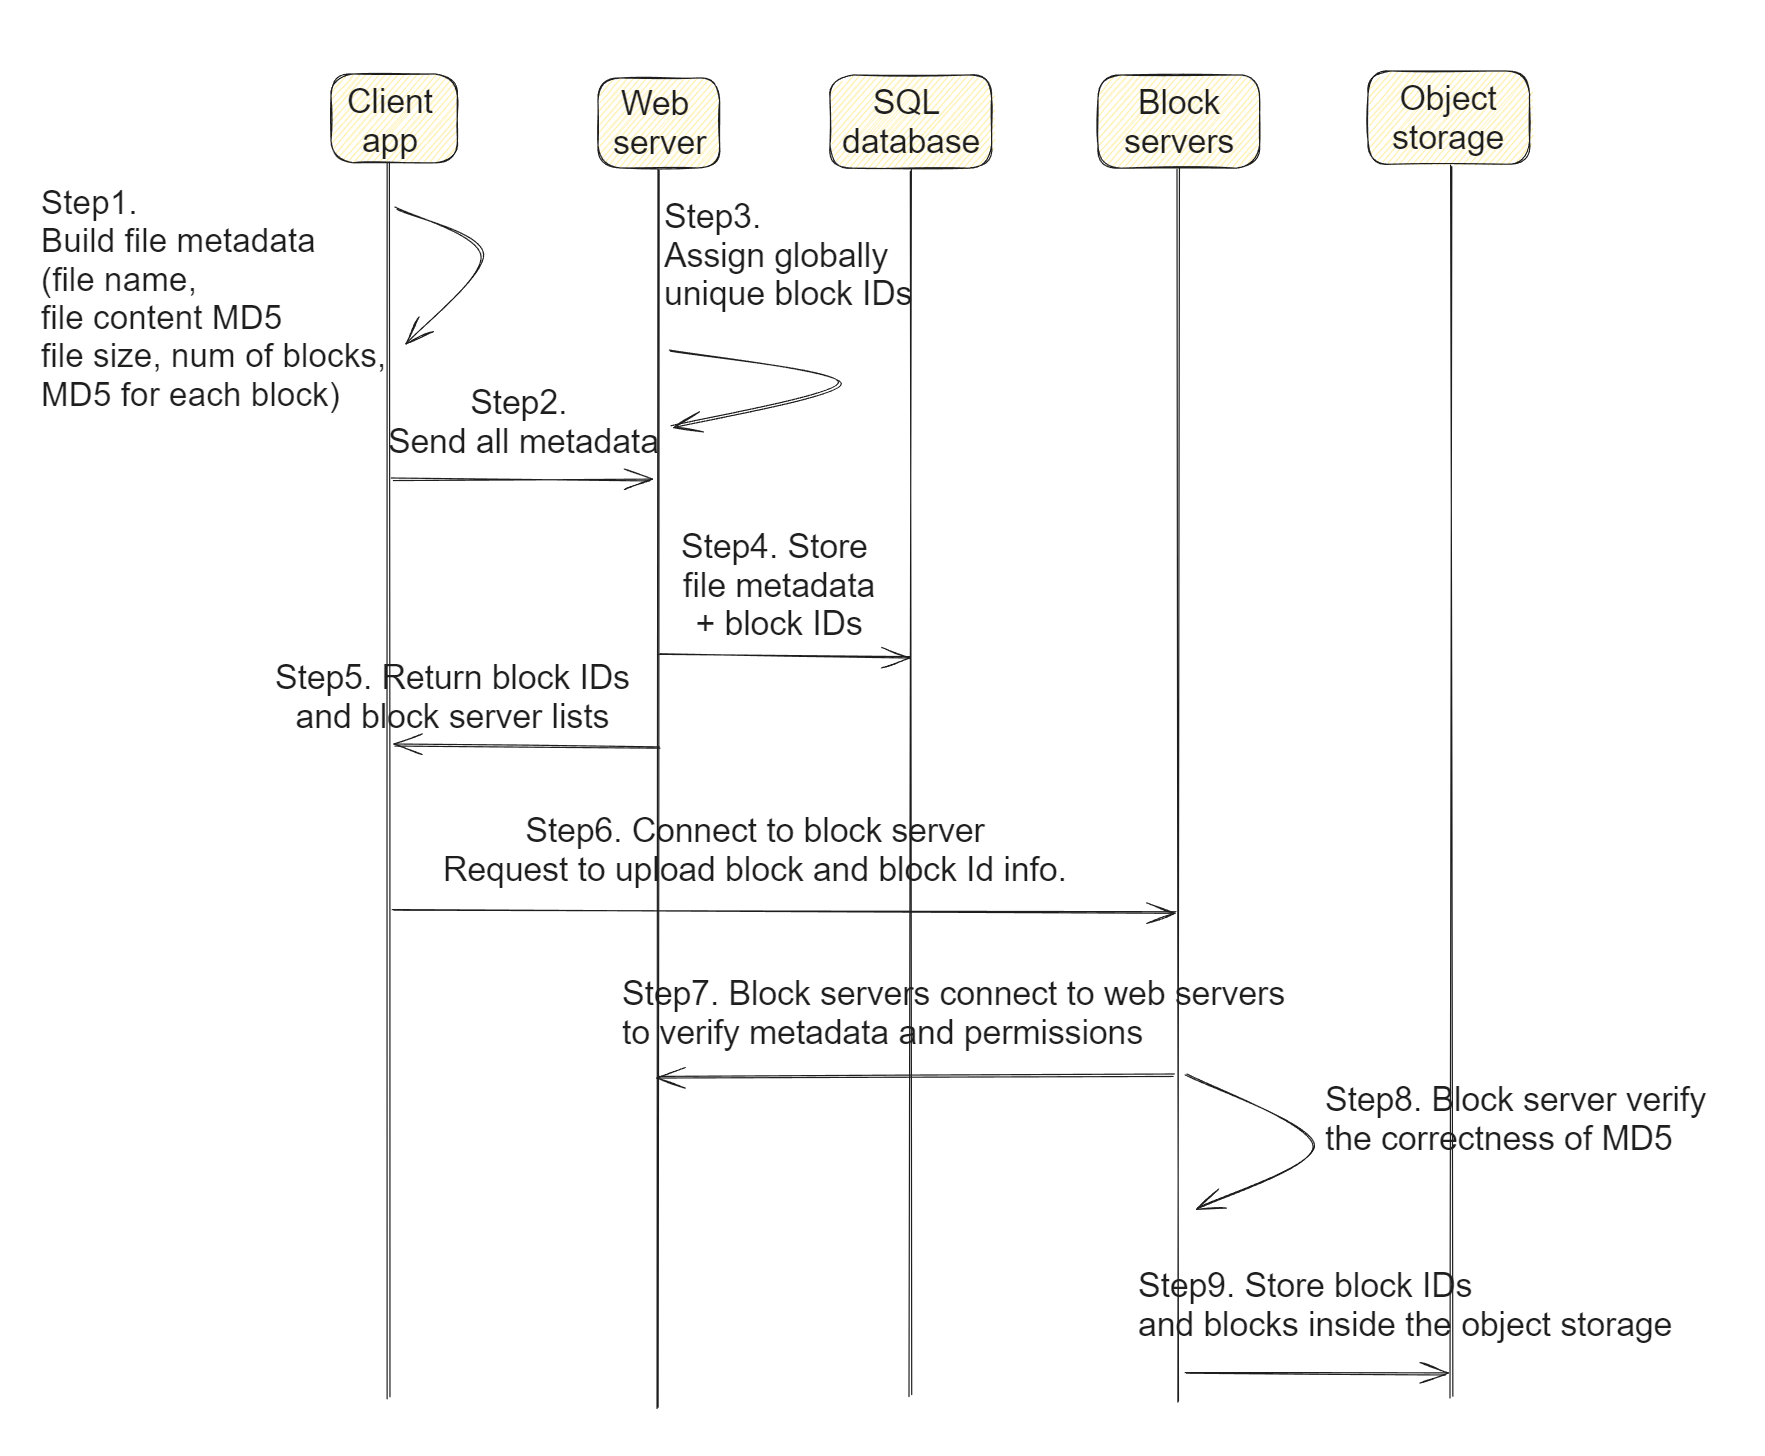 Client
app
Web
server
SQL
database
Block
servers
Object
storage
Step1.
Build file metadata
(file name,
file content MD5
file size, num of blocks,
MD5 for each block)
Step2.
Send all metadata
Step3.
Assign globally
unique block IDs
Step4. Store
file metadata
+ block IDs
Step5. Return block IDs
and block server lists
Step6. Connect to block server
Request to upload block and block Id info.
Step7. Block servers connect to web servers
to verify metadata and permissions
Step8. Block server verify
the correctness of MD5
Step9. Store block IDs
and blocks inside the object storage